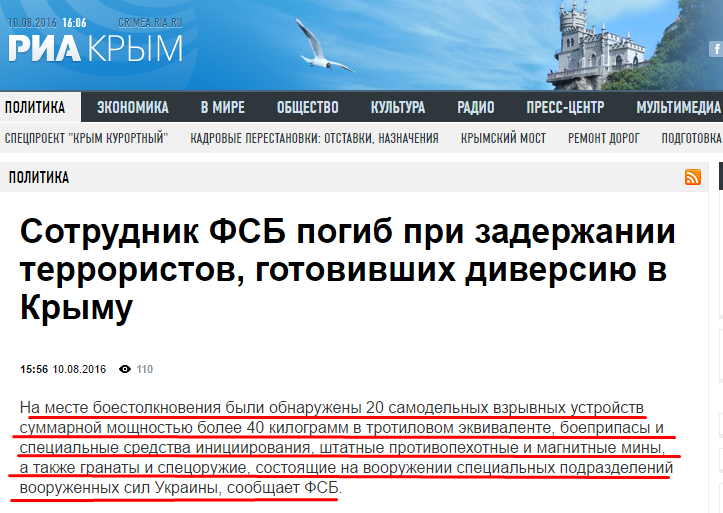 10.08.2016 16:06 CRIMEA.RIA.RU
РИА КРЫМ
f
ПОЛИТИКА ЭКОНОМИКА В МИРЕ ОБЩЕСТВО КУЛЬТУРА РАДИО ПРЕСС-ЦЕНТР МУЛЬТИМЕДИА
СПЕЦПРОЕКТ "КРЫМ КУРОРТНЫЙ" КАДРОВЫЕ ПЕРЕСТАНОВКИ: ОТСТАВКИ, НАЗНАЧЕНИЯ КРЫМСКИЙ МОСТ РЕМОНТ ДОРОГ ПОДГОТОВКА
ПОЛИТИКА
Сотрудник ФСБ погиб при задержании
террористов, готовивших диверсию в
Крыму
15:56 10.08.2016 110
На месте боестолкновения были обнаружены 20 самодельных взрывных устройств
суммарной мощностью более 40 килограмм в тротиловом эквиваленте, боеприпасы и
специальные средства инициирования, штатные противопехотные и магнитные мины,
а также гранаты и спецоружие, состоящие на вооружении специальных подразделений
вооруженных сил Украины, сообщает ФСБ.